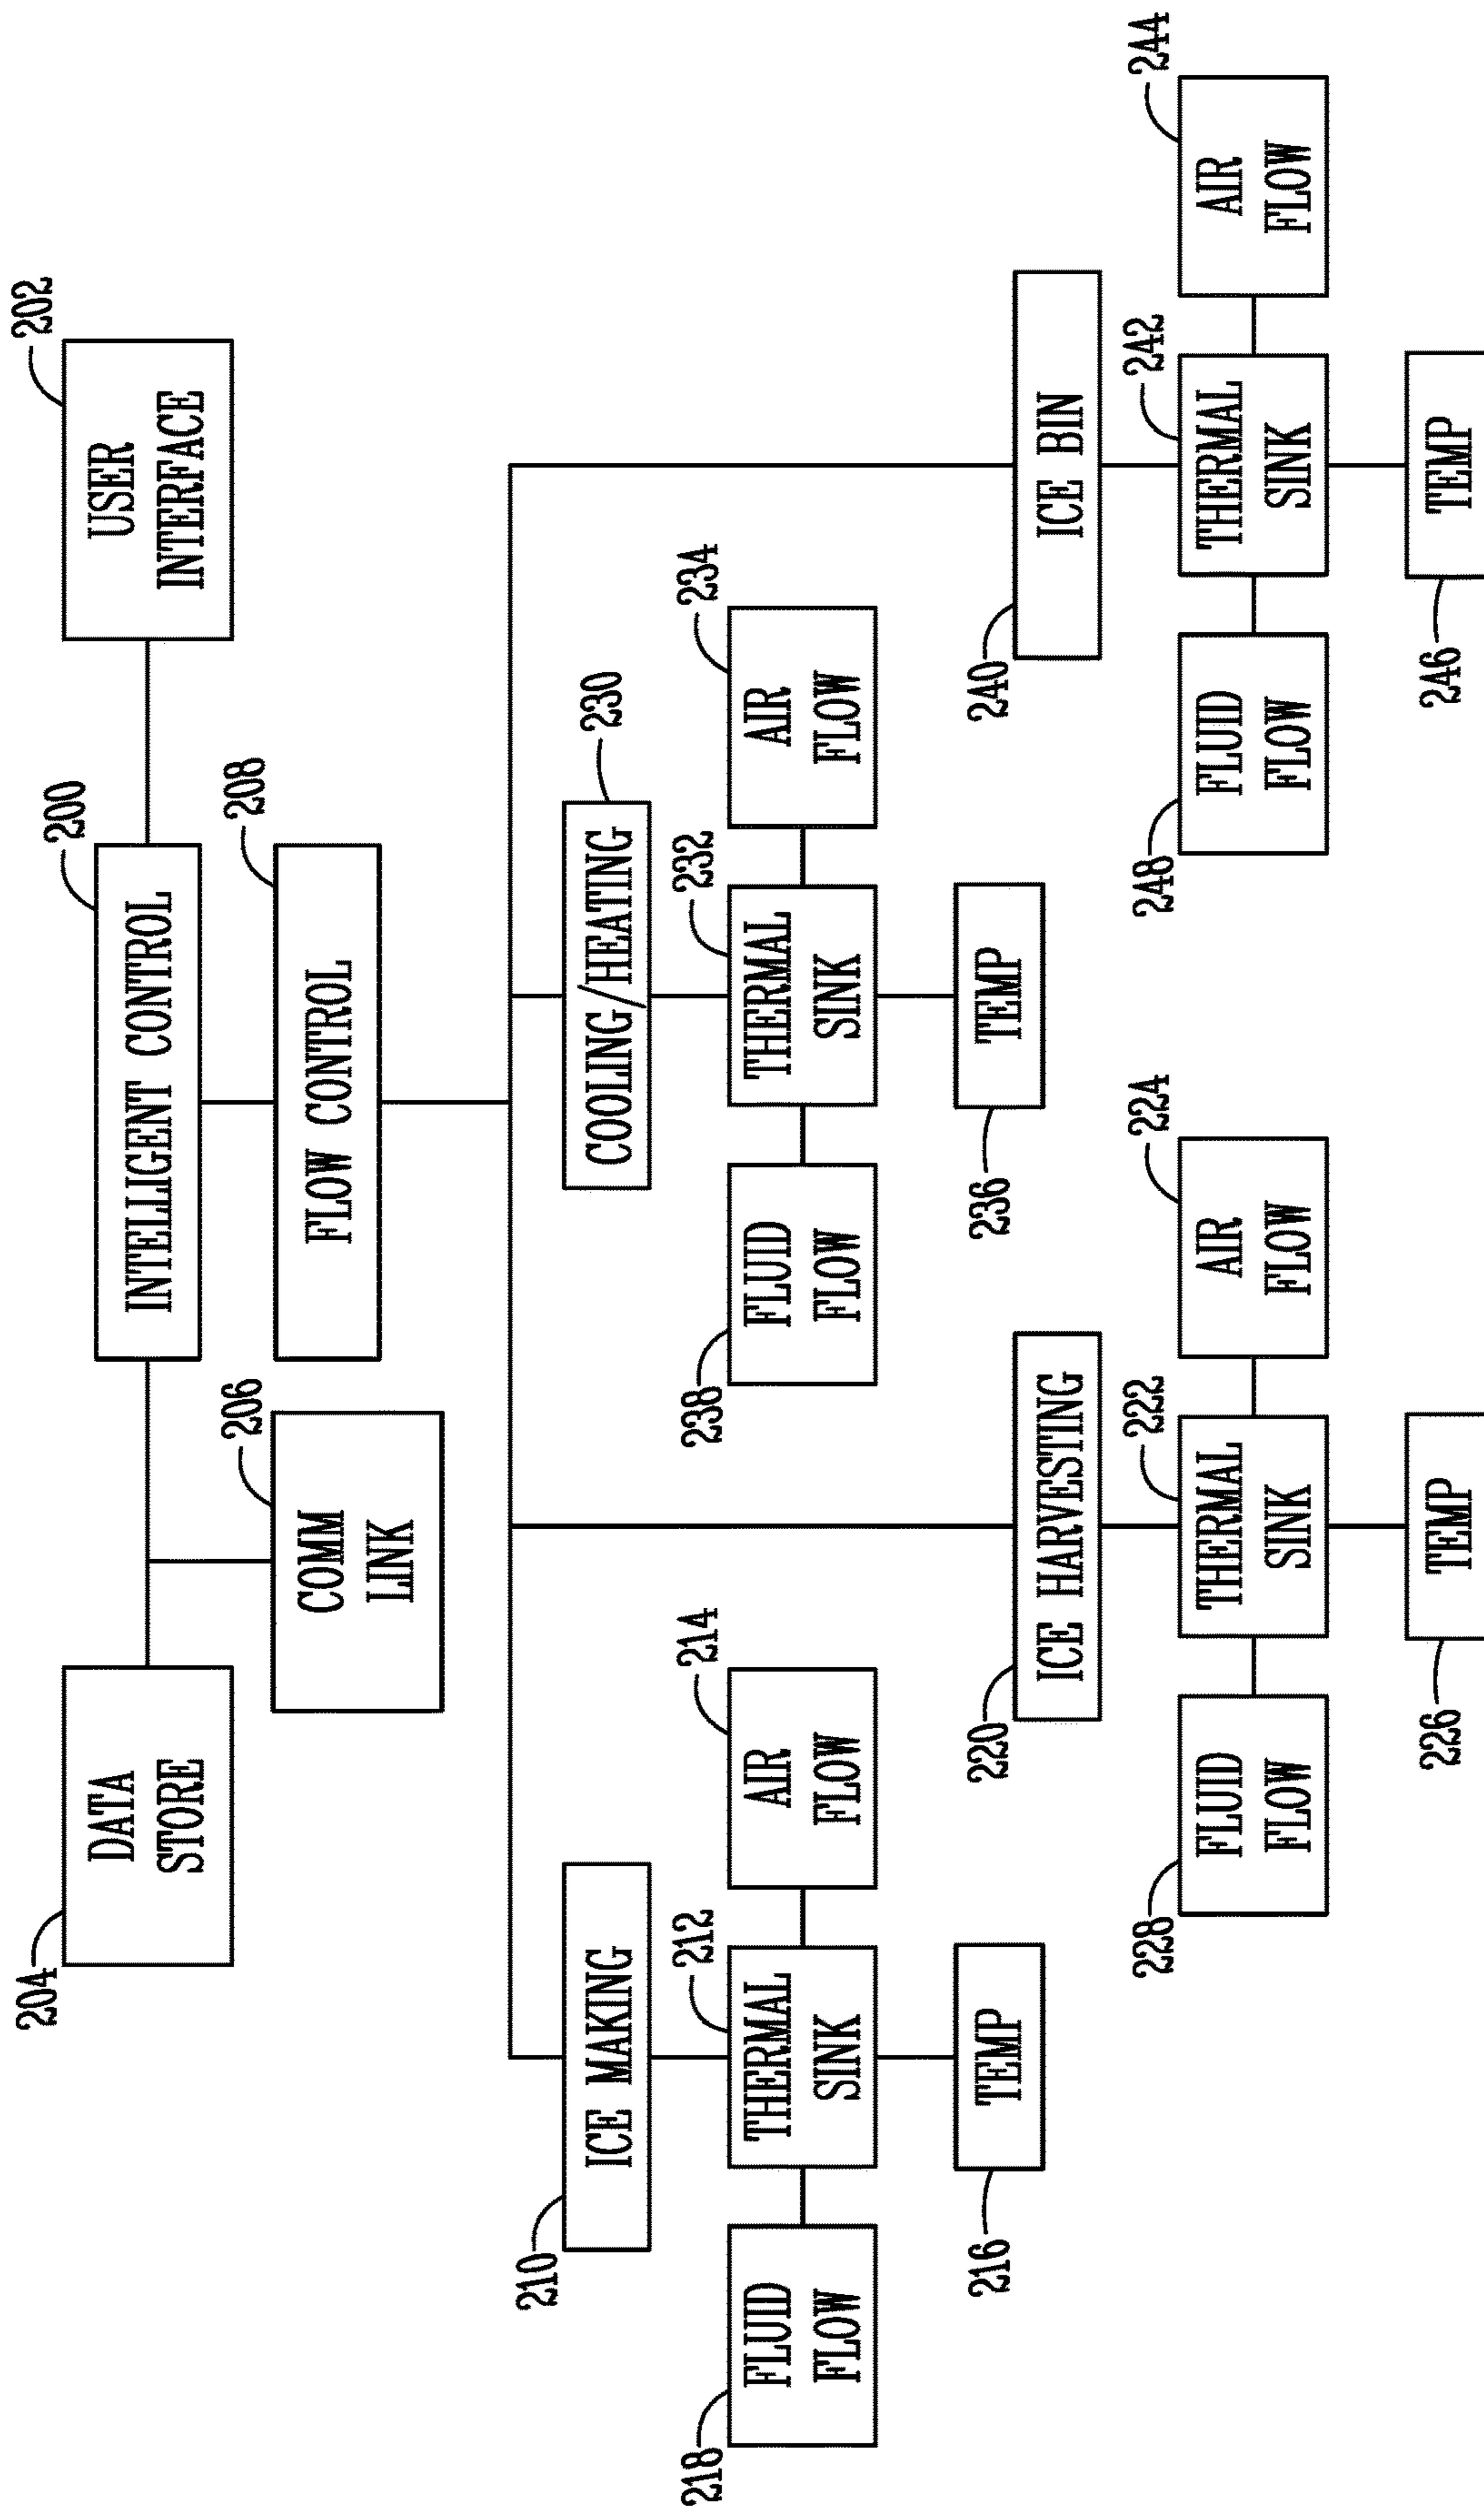 202
USER
INTERFACE
200
INTELLIGENT CONTROL
204
DATA
STORE
206
COMM
LINK
208
FLOW CONTROL
210
ICE MAKING
212
THERMAL
SINK
214
AIR
FLOW
216
TEMP
218
FLUID
FLOW
220
ICE HARVESTING
222
THERMAL
SINK
224
AIR
FLOW
226
TEMP
228
FLUID
FLOW
230
COOLING/HEATING
232
THERMAL
SINK
234
AIR
FLOW
236
TEMP
238
FLUID
FLOW
240
ICE BIN
242
THERMAL
SINK
244
AIR
FLOW
246
TEMP
248
FLUID
FLOW